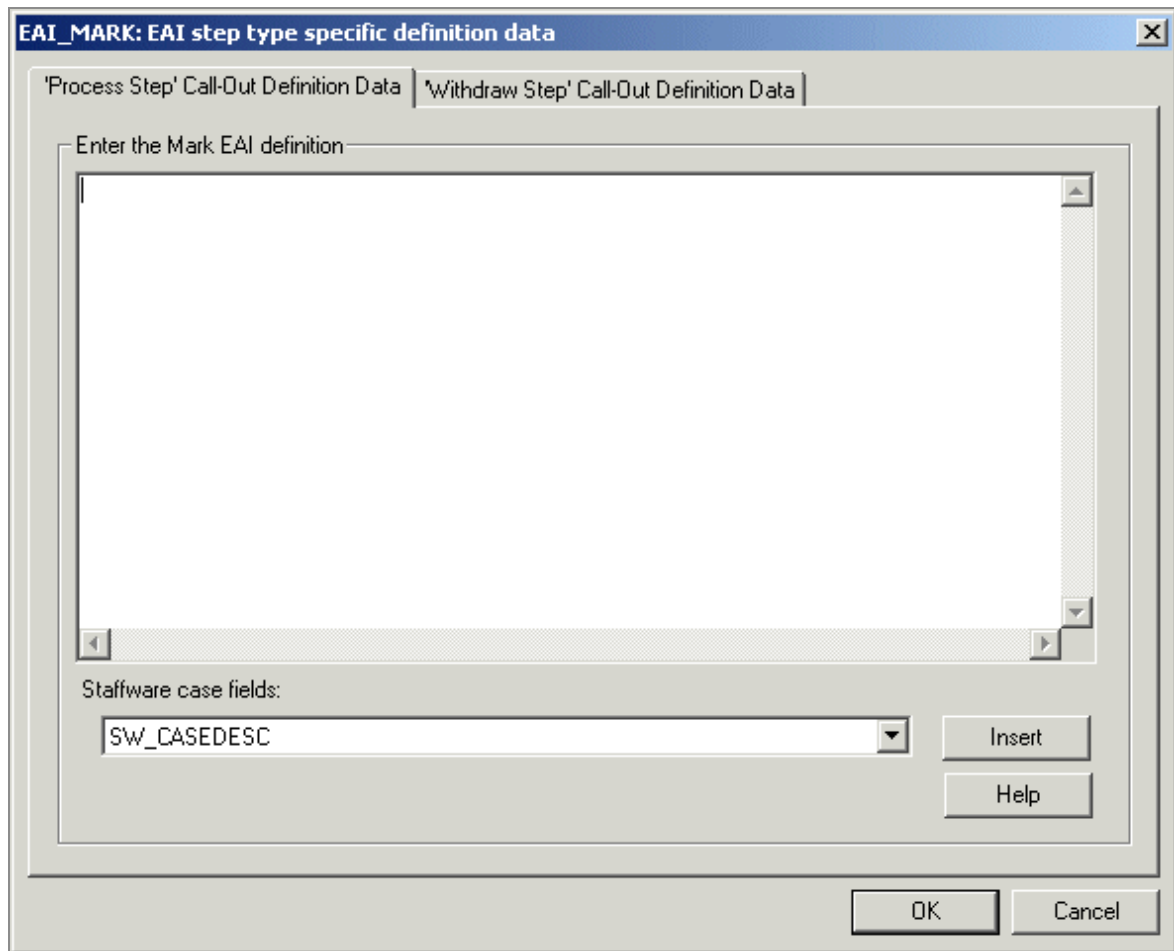 EAI_MARK: EAI step type specific definition data
'Process Step' Call-Out Definition Data
'Withdraw Step' Call-Out Definition Data
Enter the Mark EAI definition
Staffware case fields:
SW_CASEDESC
Insert
Help
OK
Cancel